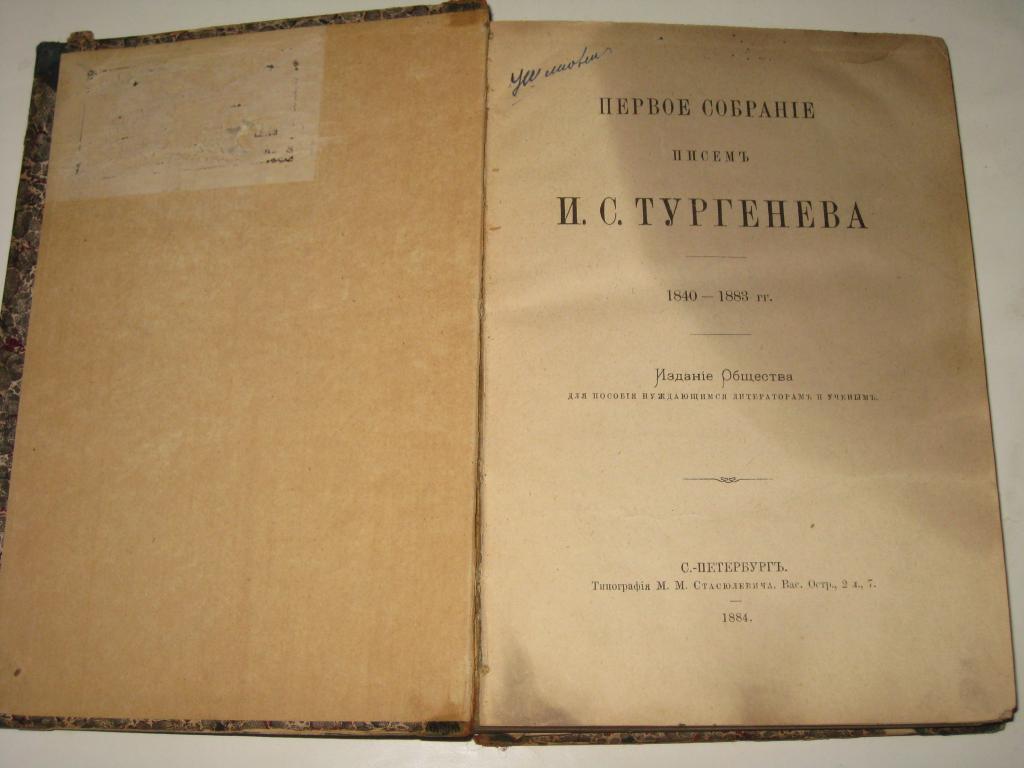 ПЕРВОЕ СОБРАНІЕ
ПИСЕМЪ
И. С. ТУРГЕНЕВА
1840 — 1883 гг.
Изданіе Общества
ДЛЯ ПОСОБІЯ НУЖДАЮЩИМСЯ ЛИТЕРАТОРАМЪ И УЧЕНЫМЪ.
С.-ПЕТЕРБУРГЪ.
Типографія М. М. Стасюлевича. Вас. Остр., 2 л., 7.
1884.